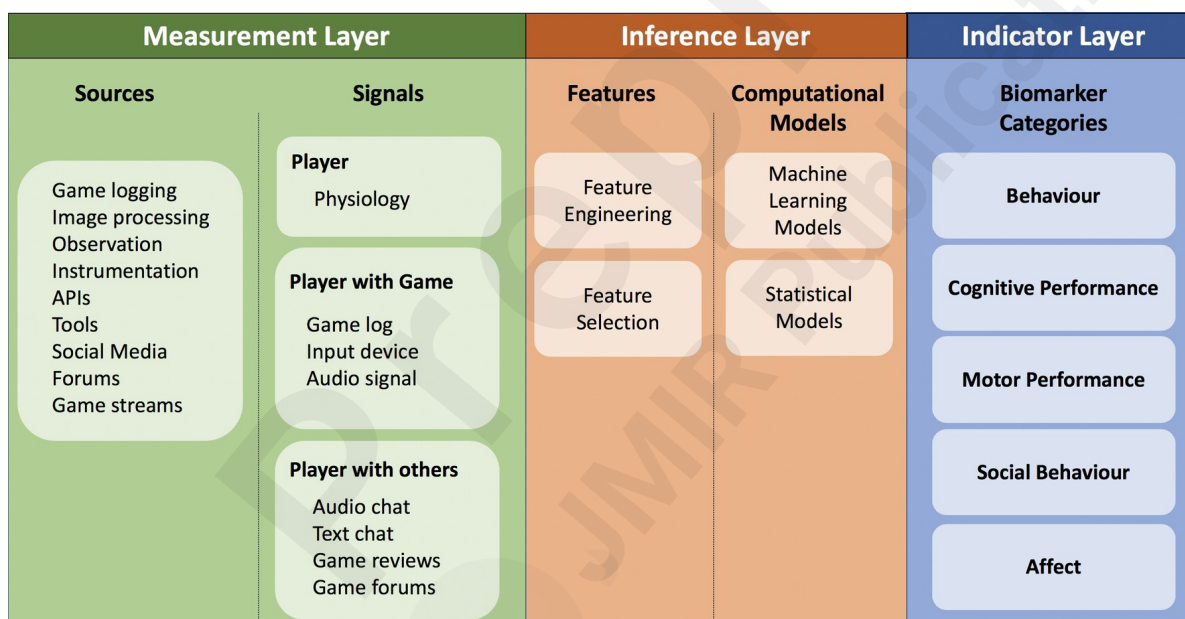 Measurement Layer
Inference Layer
Indicator Layer
Sources
Game logging
Image processing
Observation
Instrumentation
APIs
Tools
Social Media
Forums
Game streams
Signals
Player
Physiology
Player with Game
Game log
Input device
Audio signal
Player with others
Audio chat
Text chat
Game reviews
Game forums
Features
Feature
Engineering
Feature
Selection
Computational
Models
Machine
Learning
Models
Statistical
Models
Biomarker
Categories
Behaviour
Cognitive Performance
Motor Performance
Social Behaviour
Affect
Prepr
JMIR Publicati